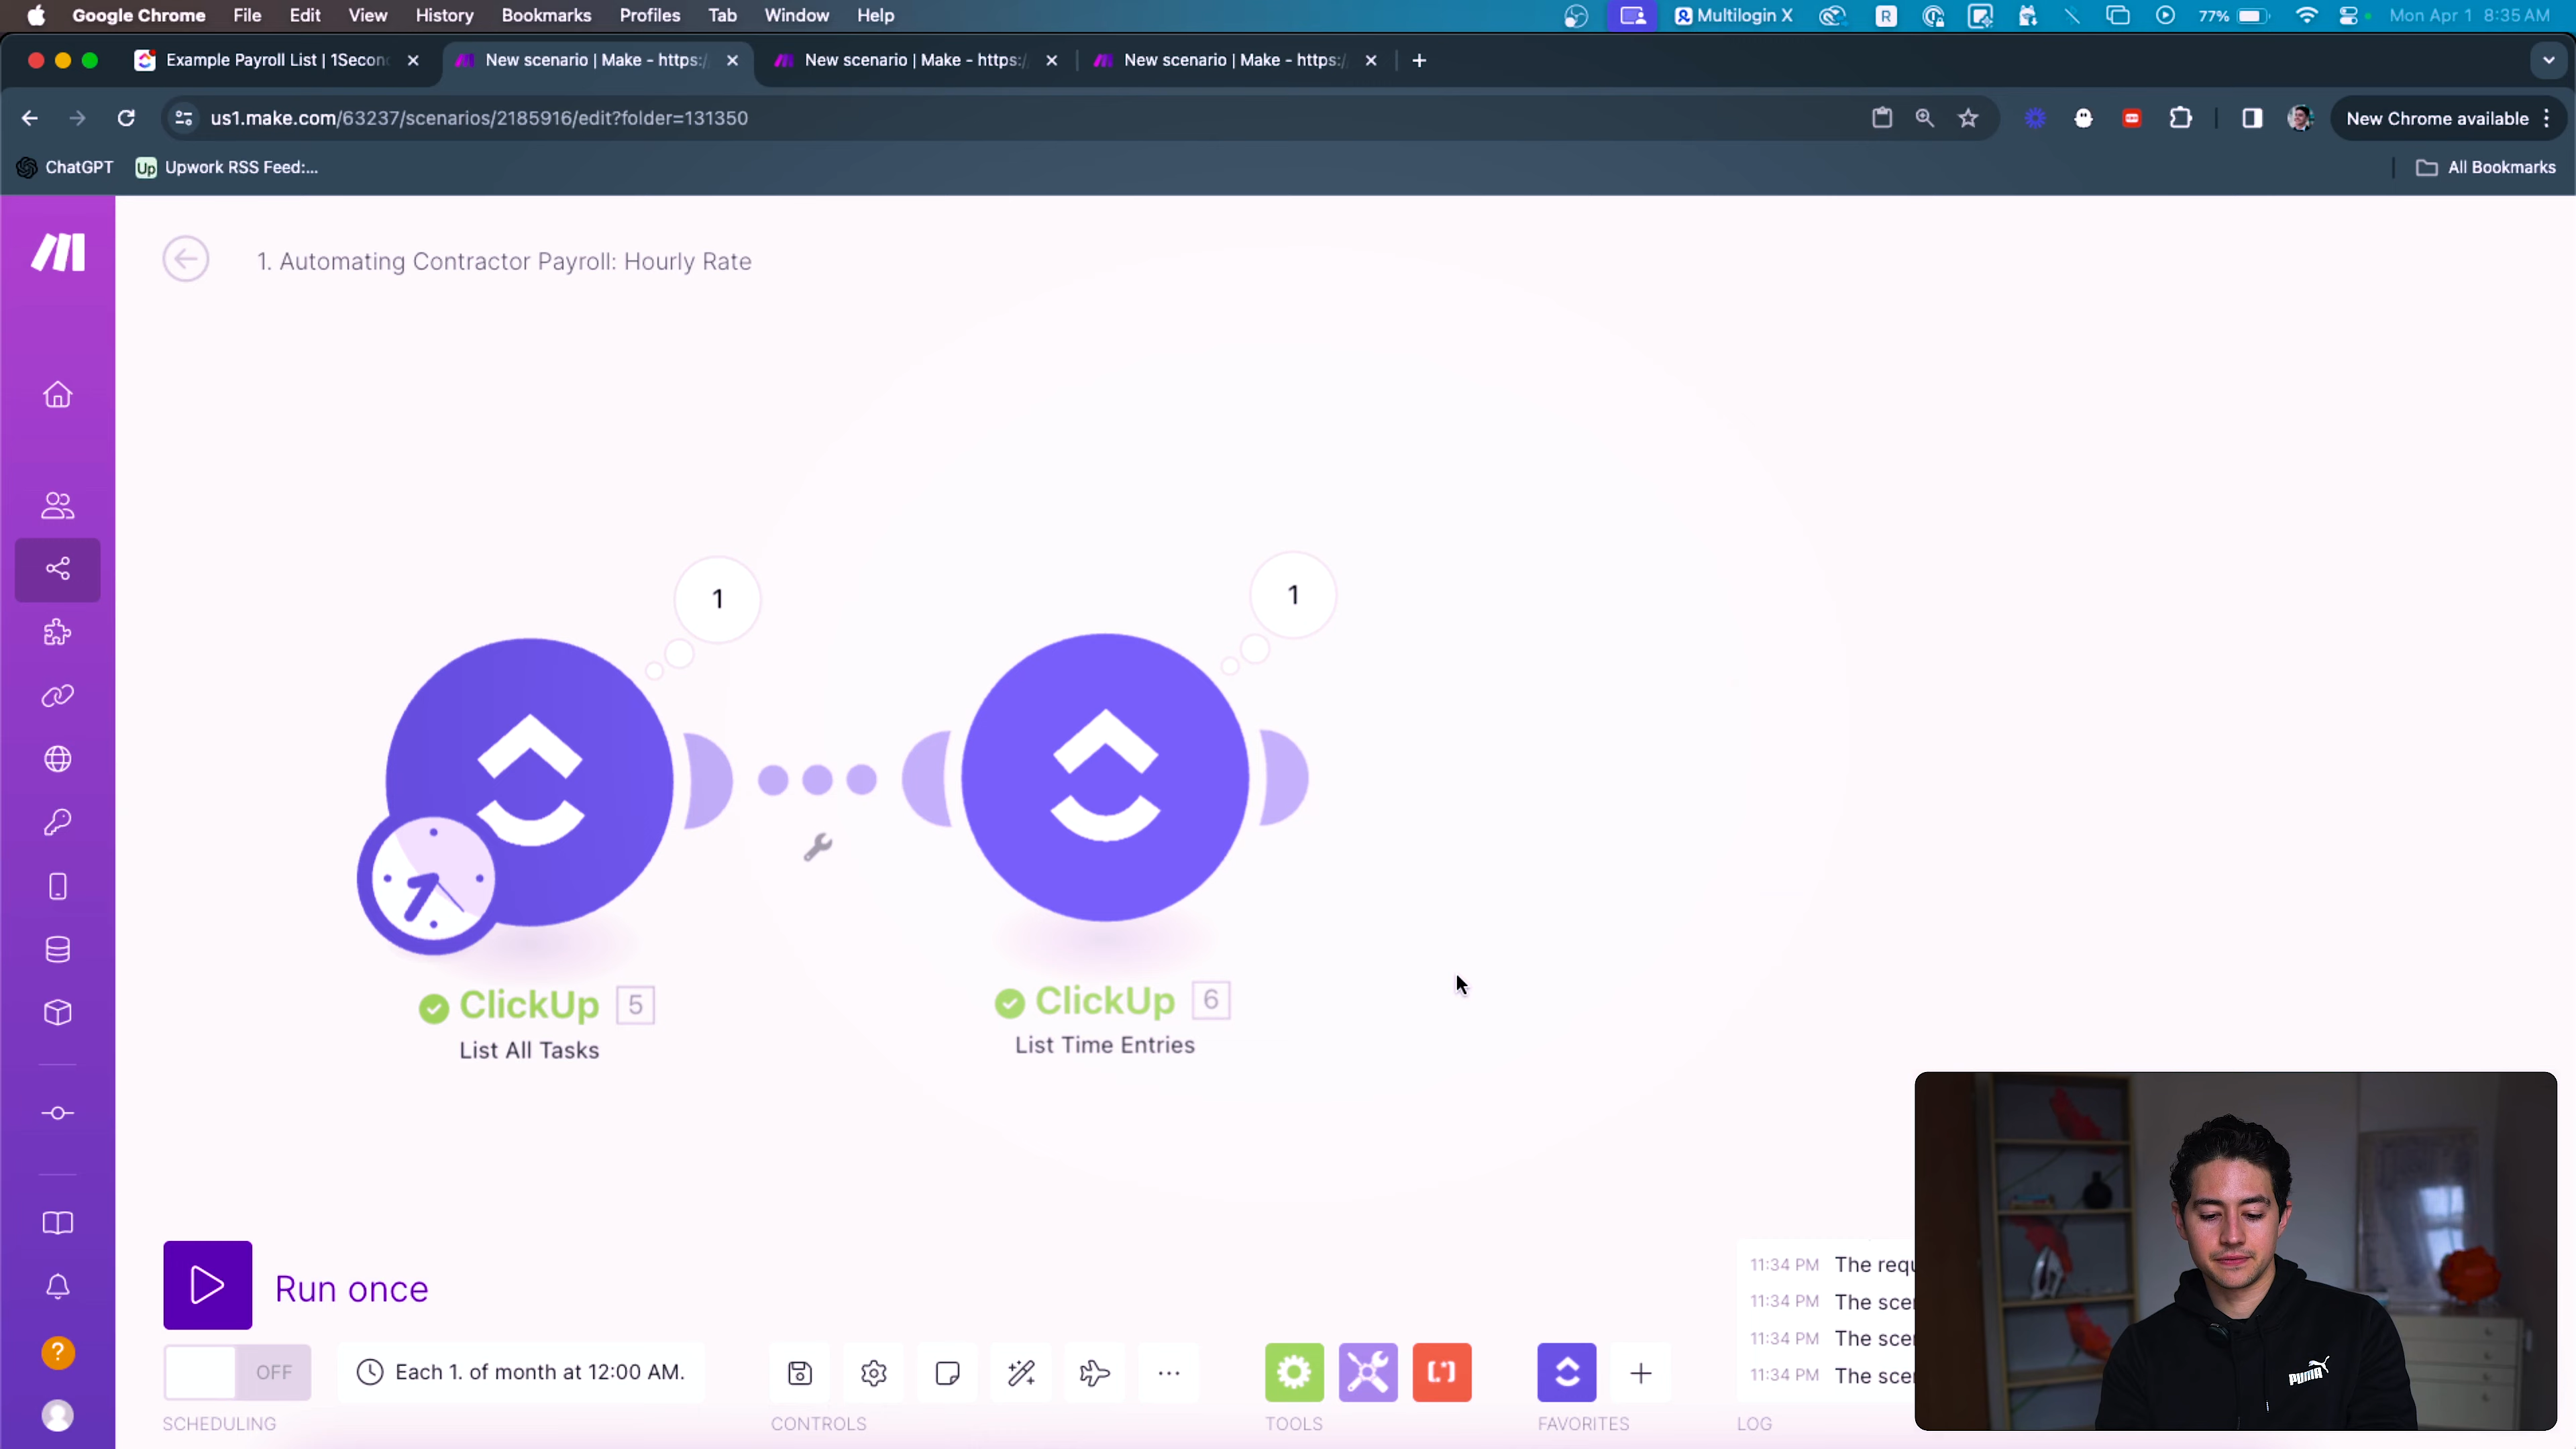 Google Chrome File Edit View History Bookmarks Profiles Tab Window Help Multilogin X 77% Mon Apr 1 8:35 AM
Example Payroll List | 1Secon New scenario | Make - https:/ New scenario | Make - https:/ New scenario | Make - https:/
us1.make.com/63237/scenarios/2185916/edit?folder=131350 New Chrome available
ChatGPT Up Upwork RSS Feed:... All Bookmarks
1. Automating Contractor Payroll: Hourly Rate
1
1
ClickUp 5
List All Tasks
ClickUp 6
List Time Entries
Run once
OFF Each 1. of month at 12:00 AM.
SCHEDULING CONTROLS TOOLS FAVORITES LOG
11:34 PM The requ
11:34 PM The scer
11:34 PM The scer
11:34 PM The scer
PUMA